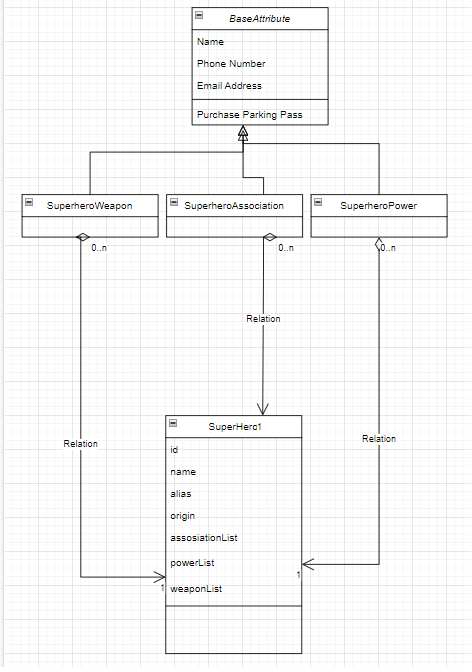 BaseAttribute
Name
Phone Number
Email Address
Purchase Parking Pass
SuperheroWeapon
SuperheroAssociation
SuperheroPower
0..n
0..n
0..n
Relation
Relation
Relation
SuperHero1
id
name
alias
origin
assosiationList
powerList
1
weaponList
1